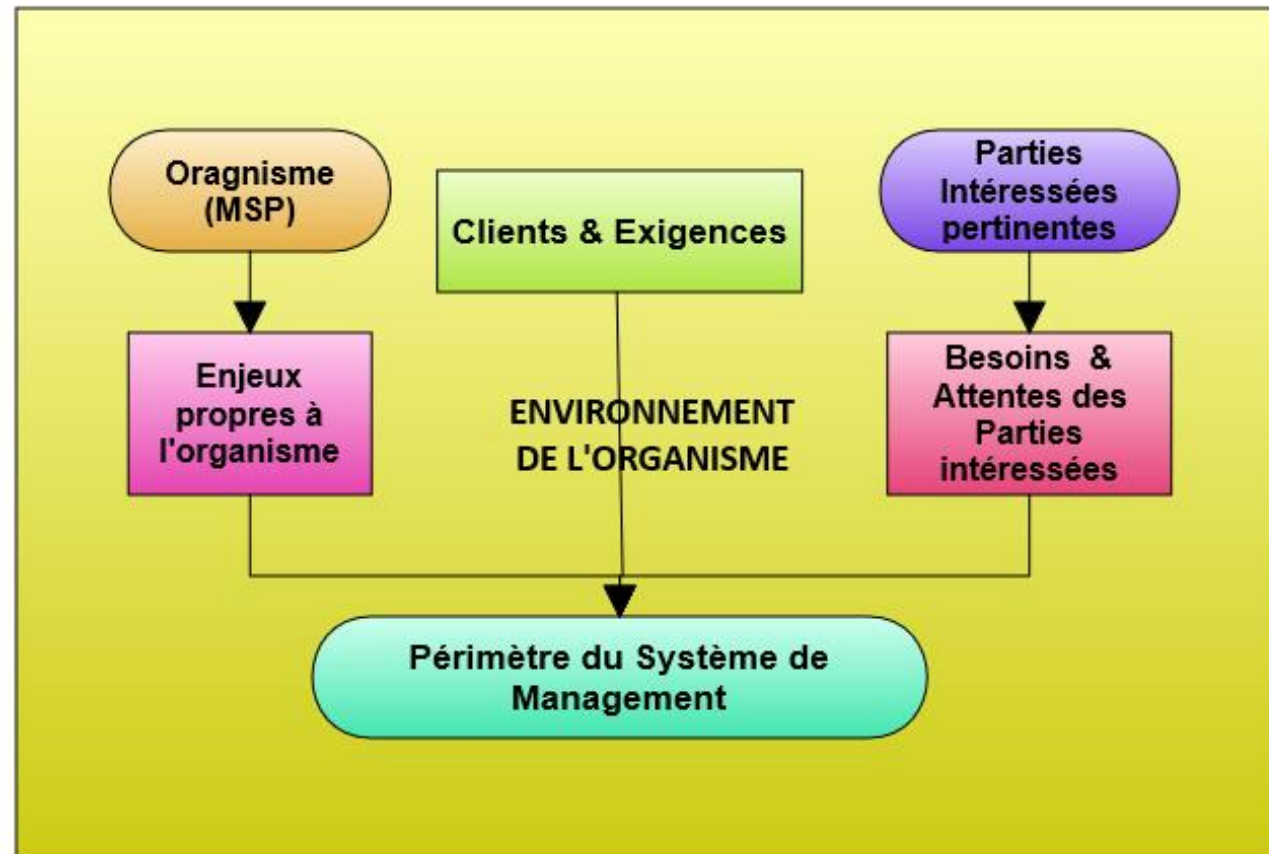 Oragnisme
(MSP)
Clients & Exigences
Parties
Intéressées
pertinentes
Enjeux
propres à
l'organisme
ENVIRONNEMENT
DE L'ORGANISME
Besoins &
Attentes des
Parties
intéressées
Périmètre du Système de
Management